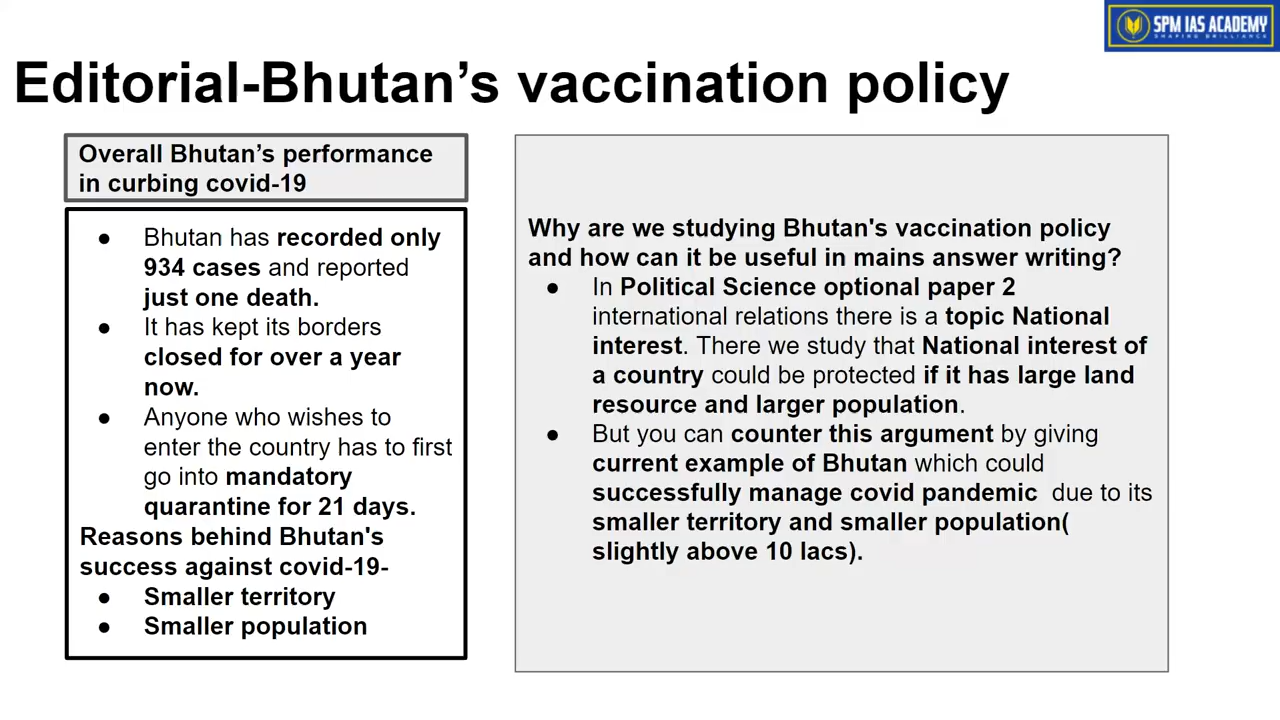 SPM IAS ACADEMY
SHAPING BRILLIANCE
Editorial-Bhutan's vaccination policy
Overall Bhutan's performance
in curbing covid-19
● Bhutan has recorded only
934 cases and reported
just one death.
● It has kept its borders
closed for over a year
now.
● Anyone who wishes to
enter the country has to first
go into mandatory
quarantine for 21 days.
Reasons behind Bhutan's
success against covid-19-
● Smaller territory
● Smaller population
Why are we studying Bhutan's vaccination policy
and how can it be useful in mains answer writing?
● In Political Science optional paper 2
international relations there is a topic National
interest. There we study that National interest of
a country could be protected if it has large land
resource and larger population.
● But you can counter this argument by giving
current example of Bhutan which could
successfully manage covid pandemic due to its
smaller territory and smaller population(
slightly above 10 lacs).